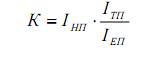 К = I_НП · I_ТП / I_ЕП